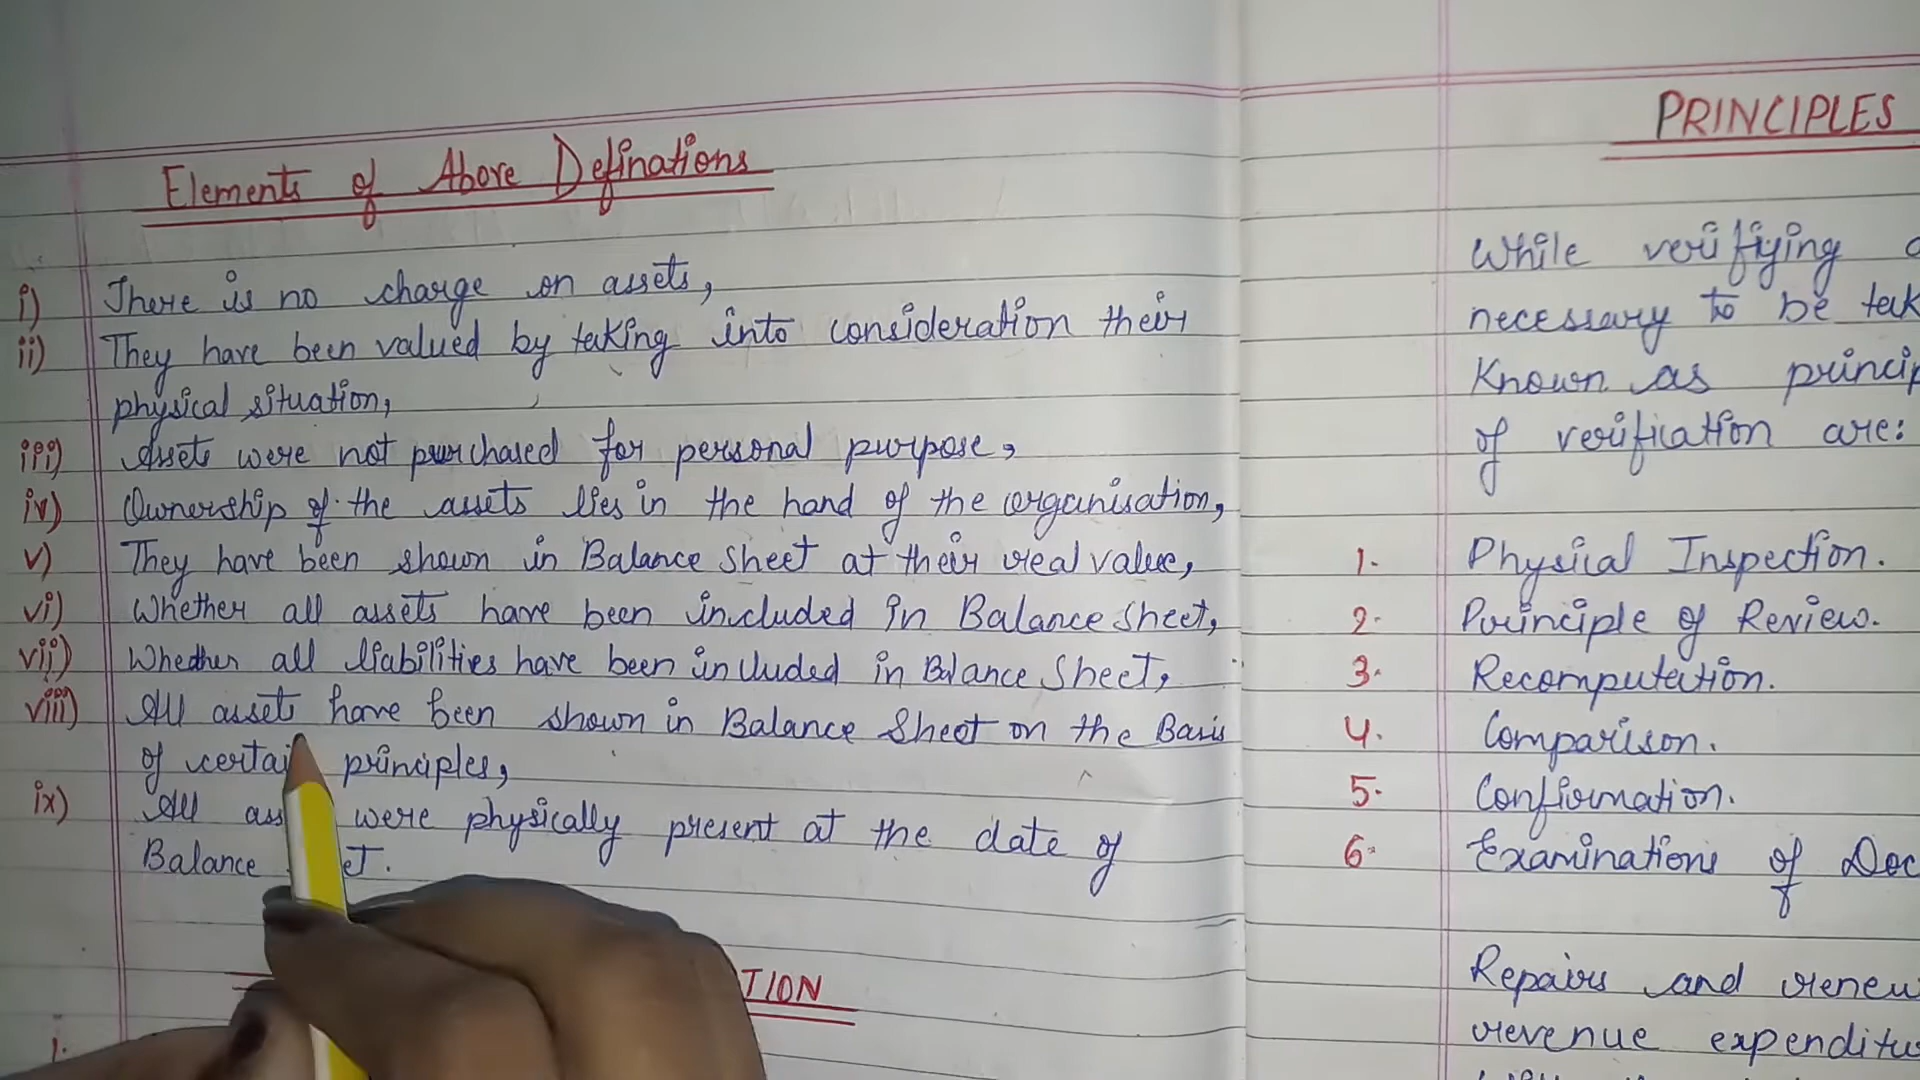 Elements of Above Definations
i) There is no charge on assets,
ii) They have been valued by taking into consideration their
physical situation,
iii) Assets were not purchased for personal purpose,
iv) Ownership of the assets lies in the hand of the organisation,
v) They have been shown in Balance Sheet at their real value,
vi) Whether all assets have been included in Balance Sheet,
vii) Whether all liabilities have been included in Balance Sheet,
viii) All assets have been shown in Balance Sheet on the Basis
of certain principles,
ix) All were physically present at the date of
Balance
i.
PRINCIPLES
While verifying
necessary to be
Known as
of verification are:
1. Physical Inspection.
2. Principle of Review.
3. Recomputation.
4. Comparison.
5. Confirmation.
6. Examinations of
Repairs and
revenue